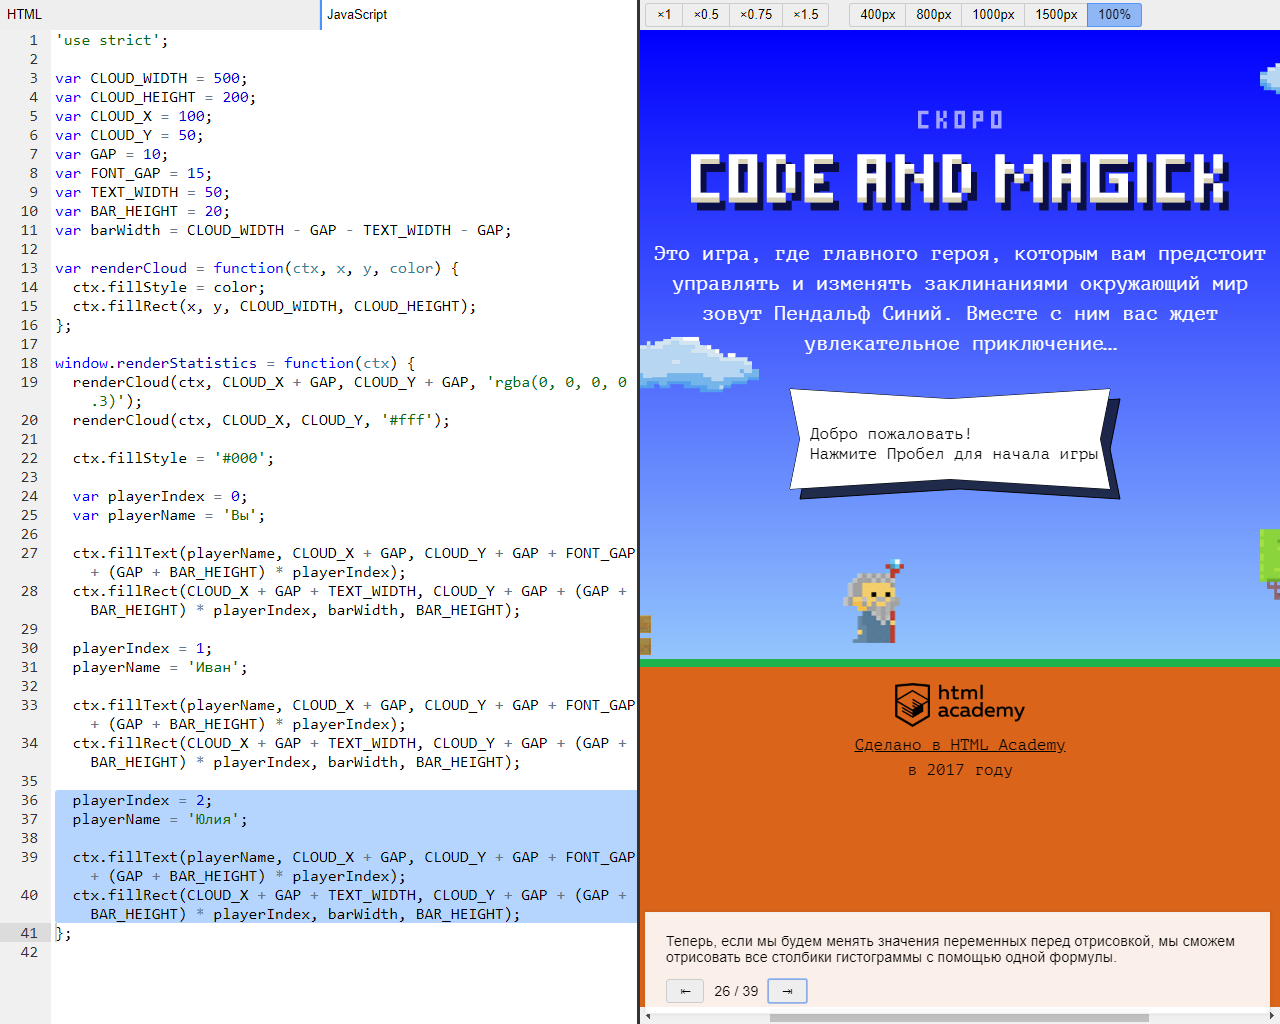 HTML
JavaScript
1 'use strict';
2
3 var CLOUD_WIDTH = 500;
4 var CLOUD_HEIGHT = 200;
5 var CLOUD_X = 100;
6 var CLOUD_Y = 50;
7 var GAP = 10;
8 var FONT_GAP = 15;
9 var TEXT_WIDTH = 50;
10 var BAR_HEIGHT = 20;
11 var barWidth = CLOUD_WIDTH - GAP - TEXT_WIDTH - GAP;
12
13 var renderCloud = function(ctx, x, y, color) {
14 ctx.fillStyle = color;
15 ctx.fillRect(x, y, CLOUD_WIDTH, CLOUD_HEIGHT);
16 };
17
18 window.renderStatistics = function(ctx) {
19 renderCloud(ctx, CLOUD_X + GAP, CLOUD_Y + GAP, 'rgba(0, 0, 0, 0
.3)');
20 renderCloud(ctx, CLOUD_X, CLOUD_Y, '#fff');
21
22 ctx.fillStyle = '#000';
23
24 var playerIndex = 0;
25 var playerName = 'Вы';
26
27 ctx.fillText(playerName, CLOUD_X + GAP, CLOUD_Y + GAP + FONT_GAP
+ (GAP + BAR_HEIGHT) * playerIndex);
28 ctx.fillRect(CLOUD_X + GAP + TEXT_WIDTH, CLOUD_Y + GAP + (GAP +
BAR_HEIGHT) * playerIndex, barWidth, BAR_HEIGHT);
29
30 playerIndex = 1;
31 playerName = 'Иван';
32
33 ctx.fillText(playerName, CLOUD_X + GAP, CLOUD_Y + GAP + FONT_GAP
+ (GAP + BAR_HEIGHT) * playerIndex);
34 ctx.fillRect(CLOUD_X + GAP + TEXT_WIDTH, CLOUD_Y + GAP + (GAP +
BAR_HEIGHT) * playerIndex, barWidth, BAR_HEIGHT);
35
36 playerIndex = 2;
37 playerName = 'Юлия';
38
39 ctx.fillText(playerName, CLOUD_X + GAP, CLOUD_Y + GAP + FONT_GAP
+ (GAP + BAR_HEIGHT) * playerIndex);
40 ctx.fillRect(CLOUD_X + GAP + TEXT_WIDTH, CLOUD_Y + GAP + (GAP +
BAR_HEIGHT) * playerIndex, barWidth, BAR_HEIGHT);
41 };
42
×1 ×0.5 ×0.75 ×1.5 400px 800px 1000px 1500px 100%
СКОРО
CODE AND MAGICK
Это игра, где главного героя, которым вам предстоит
управлять и изменять заклинаниями окружающий мир
зовут Пендальф Синий. Вместе с ним вас ждет
увлекательное приключение…
Добро пожаловать!
Нажмите Пробел для начала игры
html
academy
Сделано в HTML Academy
в 2017 году
Теперь, если мы будем менять значения переменных перед отрисовкой, мы сможем
отрисовать все столбики гистограммы с помощью одной формулы.
⇤ 26 / 39 ⇥